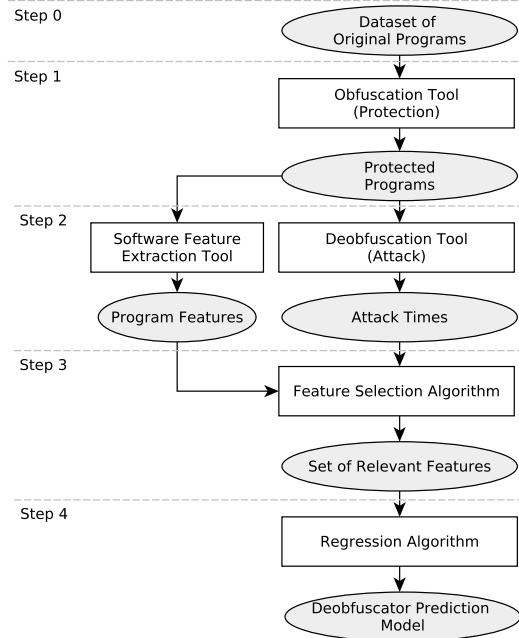 Step 0
Dataset of
Original Programs
Step 1
Obfuscation Tool
(Protection)
Protected
Programs
Step 2
Software Feature
Extraction Tool
Deobfuscation Tool
(Attack)
Program Features
Attack Times
Step 3
Feature Selection Algorithm
Set of Relevant Features
Step 4
Regression Algorithm
Deobfuscator Prediction
Model